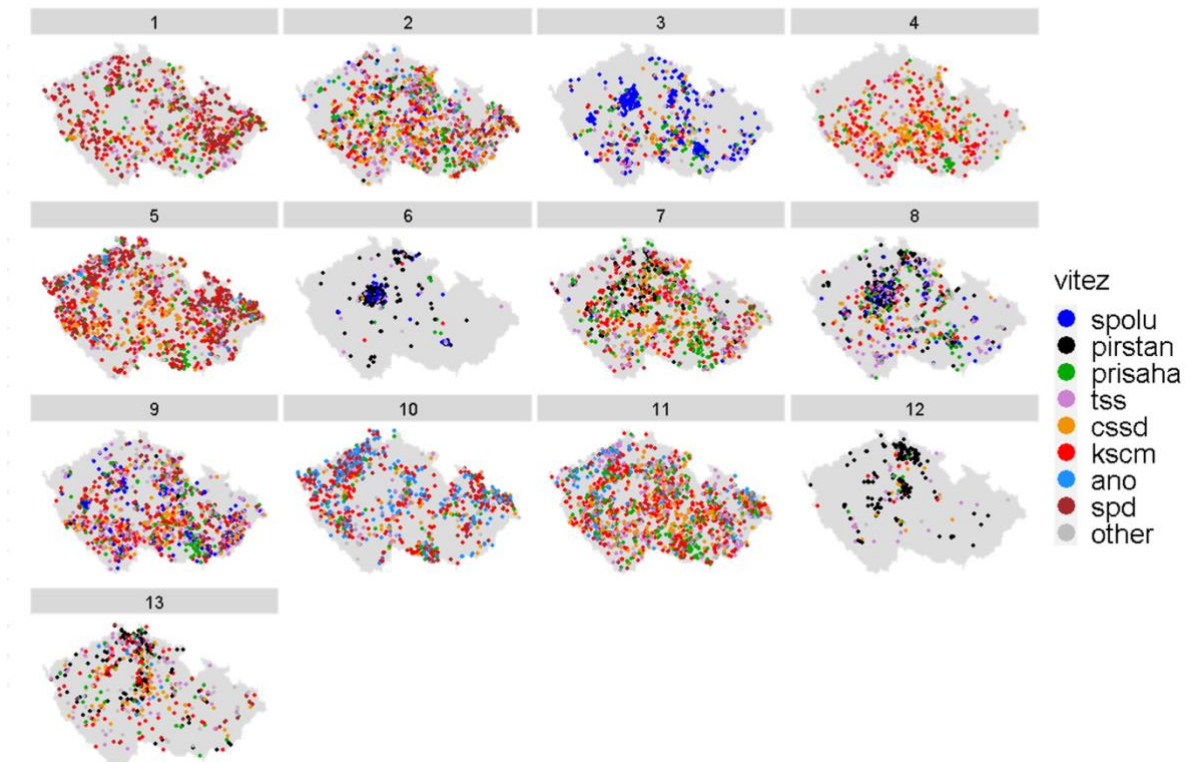 1
2
3
4
5
6
7
8
vitez
spolu
pirstan
prisaha
tss
cssd
kscm
ano
spd
other
9
10
11
12
13